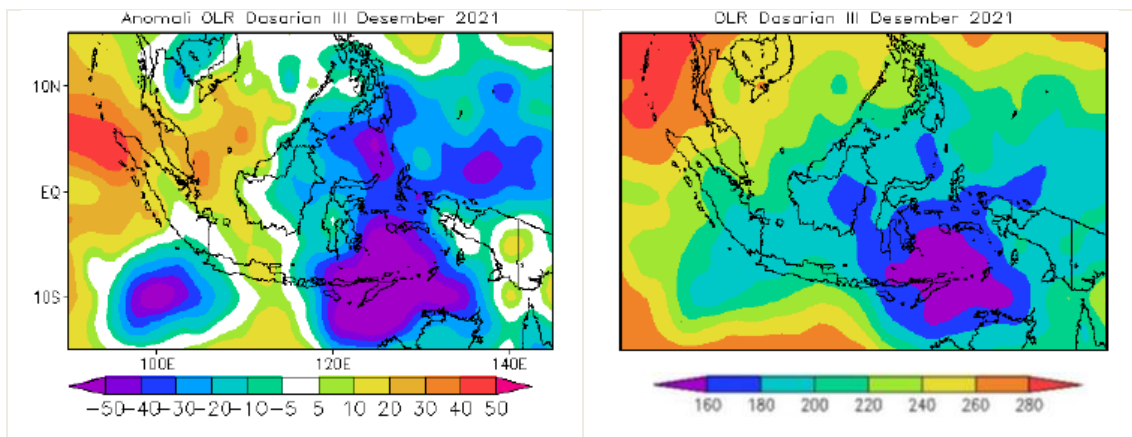 Anomali OLR Dasarian III Desember 2021
10N
EQ
10S
100E 120E 140E
-50 -40 -30 -20 -10 -5 5 10 20 30 40 50
OLR Dasarian III Desember 2021
160 180 200 220 240 260 280